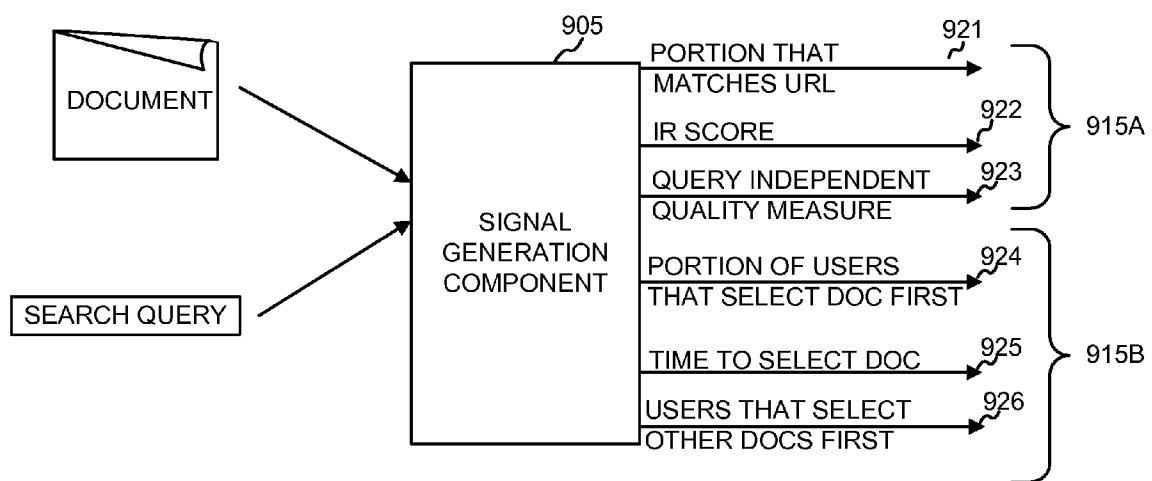 905
921
PORTION THAT
MATCHES URL
DOCUMENT
922
IR SCORE
915A
923
QUERY INDEPENDENT
QUALITY MEASURE
SIGNAL
GENERATION
COMPONENT
924
PORTION OF USERS
THAT SELECT DOC FIRST
SEARCH QUERY
925
TIME TO SELECT DOC
915B
926
USERS THAT SELECT
OTHER DOCS FIRST